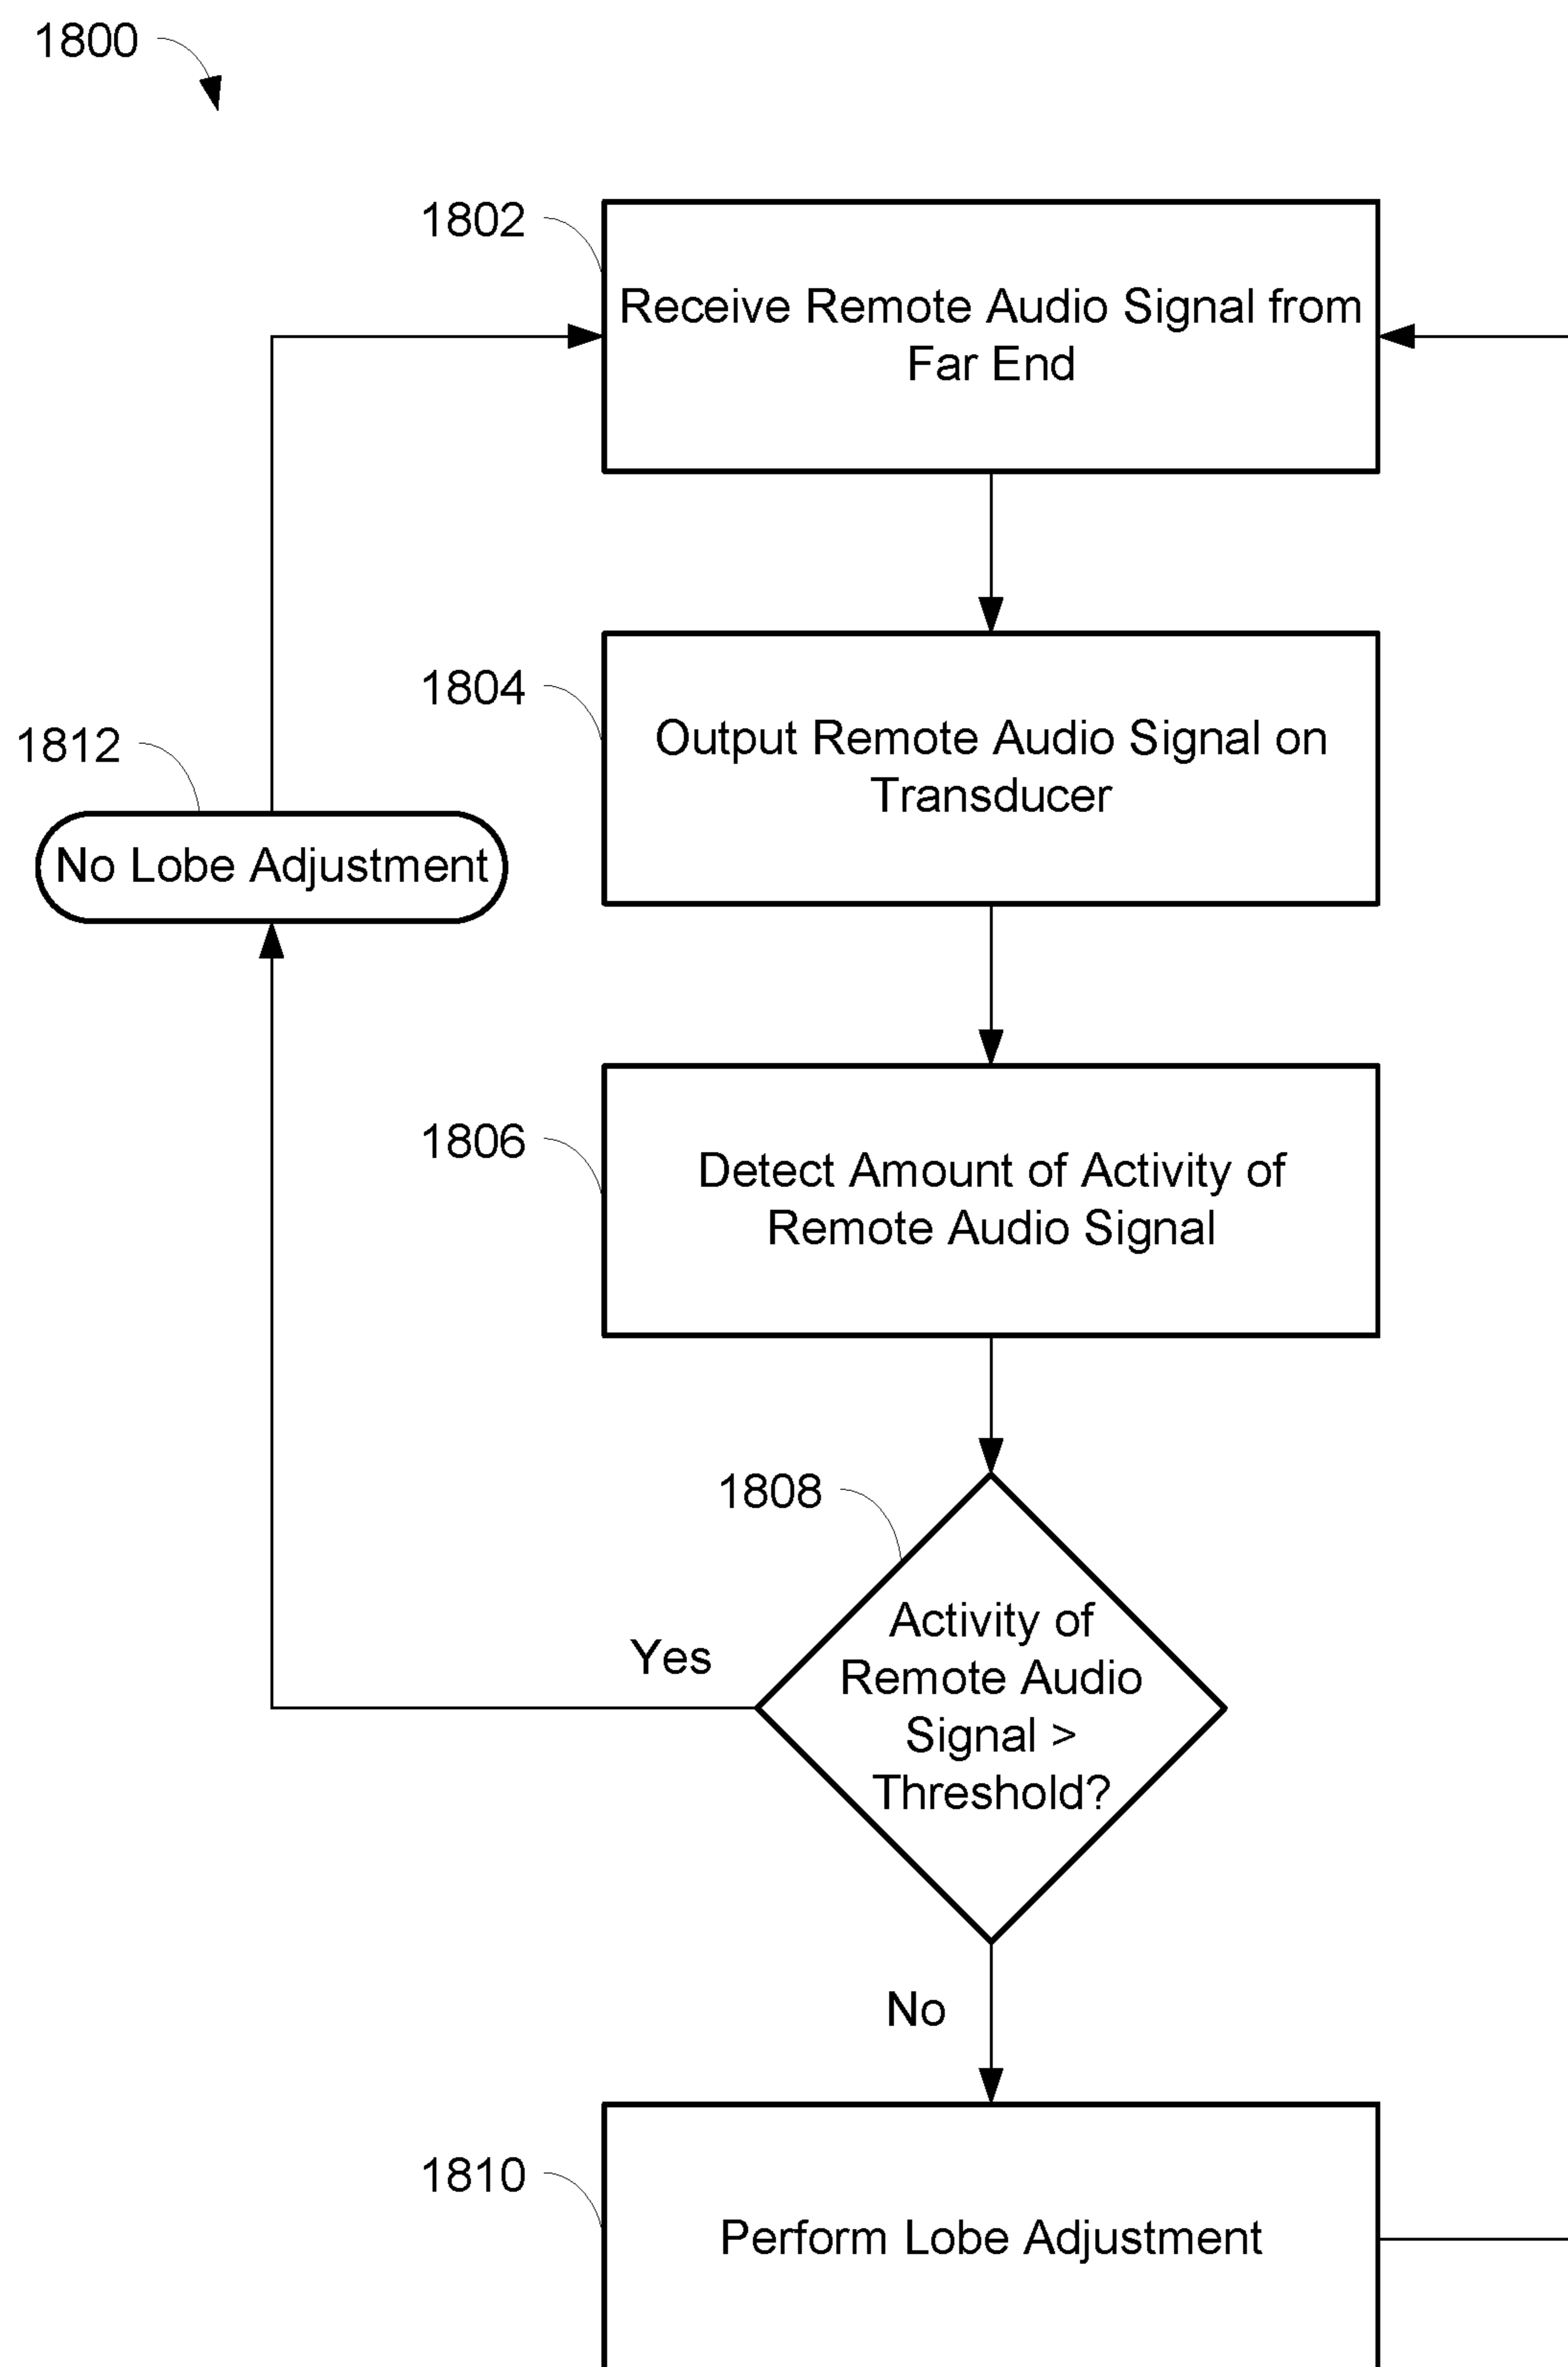 1800
1802
Receive Remote Audio Signal from
Far End
1804
Output Remote Audio Signal on
Transducer
1812
No Lobe Adjustment
1806
Detect Amount of Activity of
Remote Audio Signal
1808
Activity of
Remote Audio
Signal >
Threshold?
Yes
No
1810
Perform Lobe Adjustment